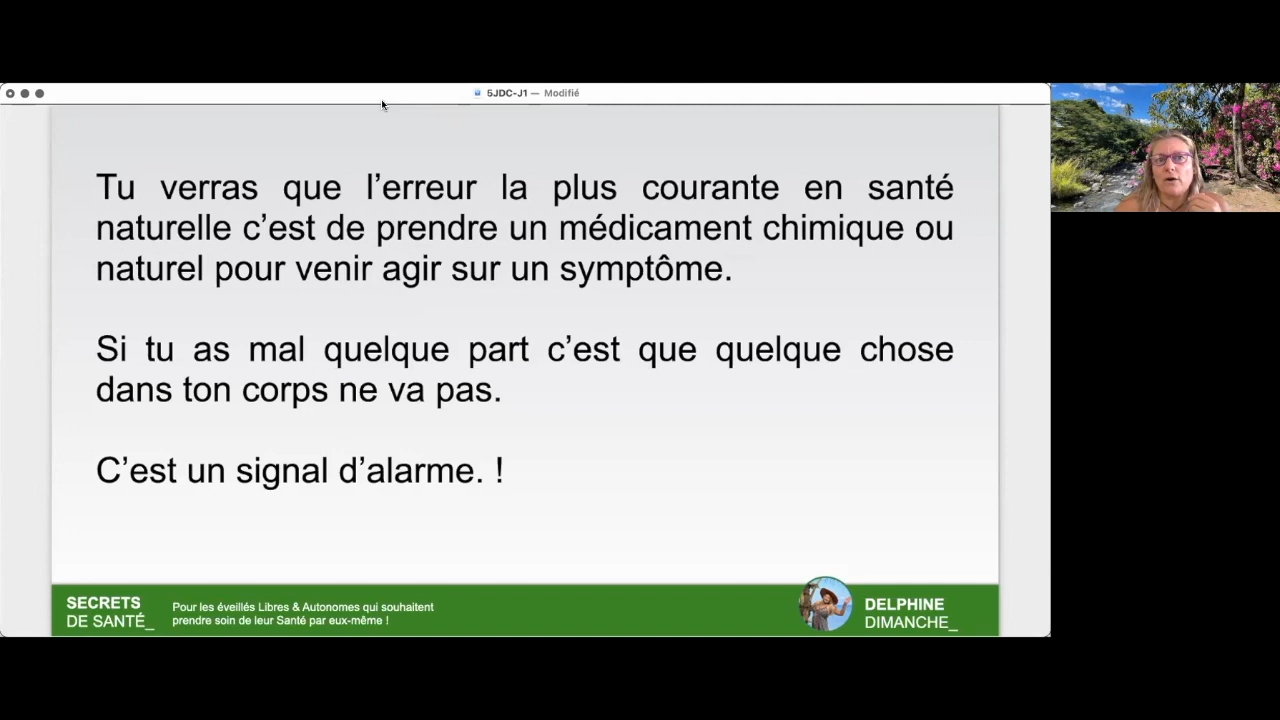 5JDC-J1 — Modifié
Tu verras que l’erreur la plus courante en santé
naturelle c’est de prendre un médicament chimique ou
naturel pour venir agir sur un symptôme.
Si tu as mal quelque part c’est que quelque chose
dans ton corps ne va pas.
C’est un signal d’alarme. !
SECRETS
DE SANTÉ_
Pour les éveillés Libres & Autonomes qui souhaitent
prendre soin de leur Santé par eux-même !
DELPHINE
DIMANCHE_